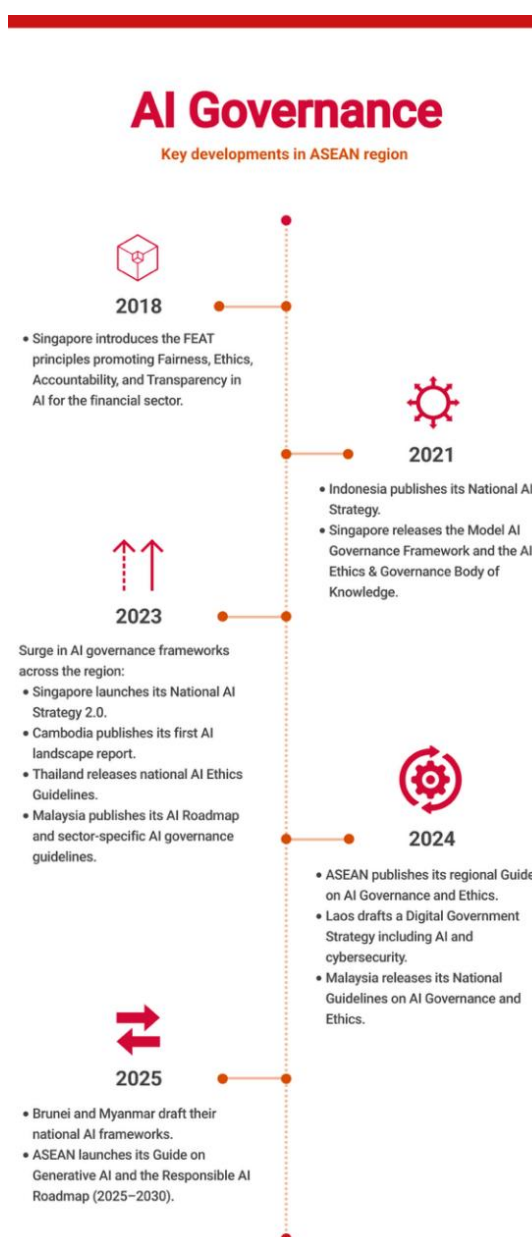 AI Governance
Key developments in ASEAN region
2018
• Singapore introduces the FEAT
principles promoting Fairness, Ethics,
Accountability, and Transparency in
AI for the financial sector.
2021
• Indonesia publishes its National AI
Strategy.
• Singapore releases the Model AI
Governance Framework and the AI
Ethics & Governance Body of
Knowledge.
2023
Surge in AI governance frameworks
across the region:
• Singapore launches its National AI
Strategy 2.0.
• Cambodia publishes its first AI
landscape report.
• Thailand releases national AI Ethics
Guidelines.
• Malaysia publishes its AI Roadmap
and sector-specific AI governance
guidelines.
2024
• ASEAN publishes its regional Guide
on AI Governance and Ethics.
• Laos drafts a Digital Government
Strategy including AI and
cybersecurity.
• Malaysia releases its National
Guidelines on AI Governance and
Ethics.
2025
• Brunei and Myanmar draft their
national AI frameworks.
• ASEAN launches its Guide on
Generative AI and the Responsible AI
Roadmap (2025–2030).